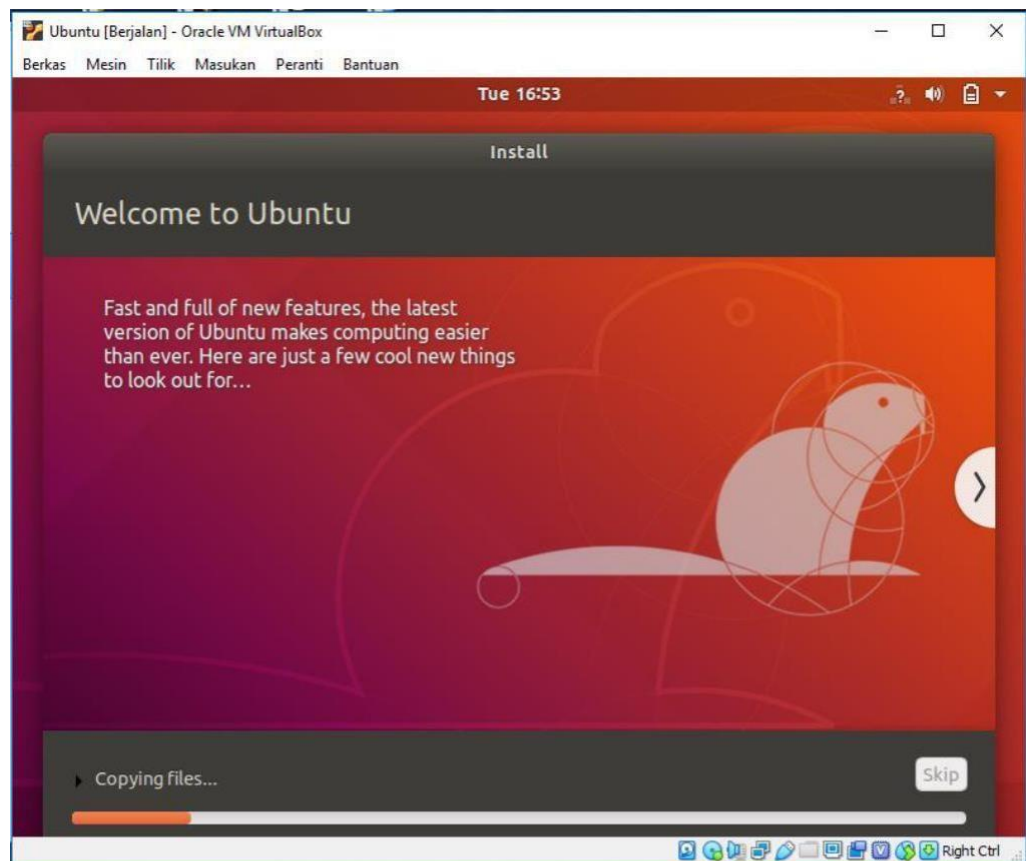 Ubuntu [Berjalan] - Oracle VM VirtualBox
Berkas Mesin Tilik Masukan Peranti Bantuan
Tue 16:53
?
Install
Welcome to Ubuntu
Fast and full of new features, the latest
version of Ubuntu makes computing easier
than ever. Here are just a few cool new things
to look out for...
Copying files...
Skip
Right Ctrl